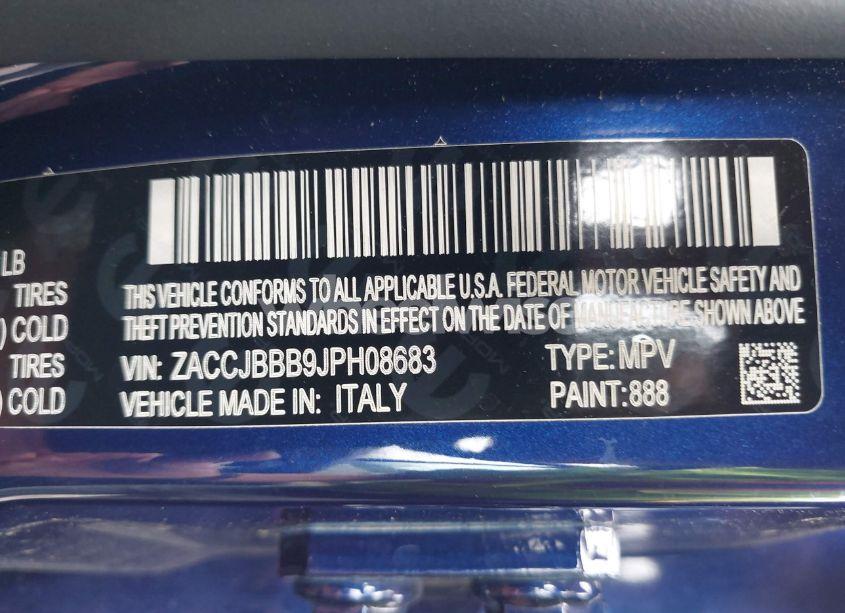 LB
TIRES
) COLD
TIRES
) COLD
THIS VEHICLE CONFORMS TO ALL APPLICABLE U.S.A. FEDERAL MOTOR VEHICLE SAFETY AND
THEFT PREVENTION STANDARDS IN EFFECT ON THE DATE OF MANUFACTURE SHOWN ABOVE
VIN: ZACCJBBB9JPH08683 TYPE: MPV
VEHICLE MADE IN: ITALY PAINT:888